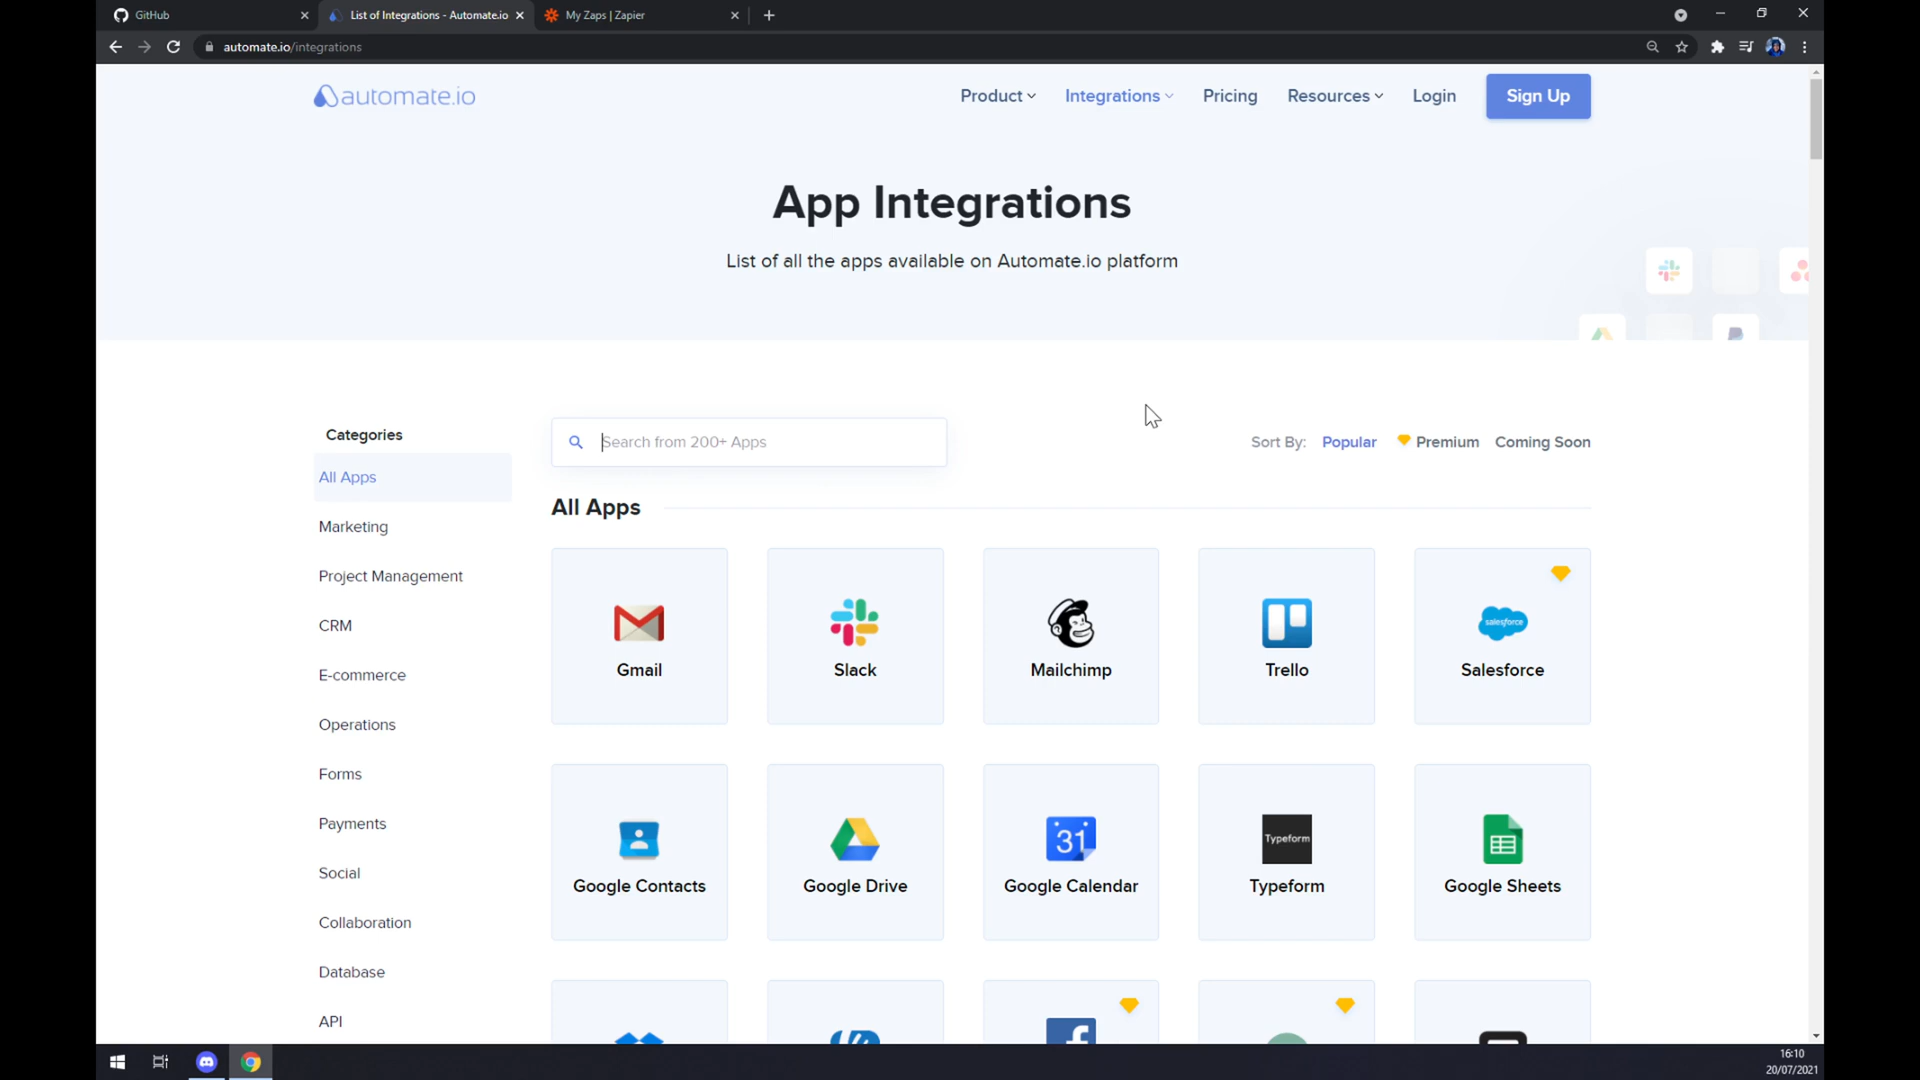 GitHub
List of Integrations - Automate.io
My Zaps | Zapier
automate.io/integrations
automate.io
Product
Integrations
Pricing
Resources
Login
Sign Up
App Integrations
List of all the apps available on Automate.io platform
Categories
All Apps
Marketing
Project Management
CRM
E-commerce
Operations
Forms
Payments
Social
Collaboration
Database
API
Search from 200+ Apps
Sort By: Popular Premium Coming Soon
All Apps
Gmail
Slack
Mailchimp
Trello
salesforce
Salesforce
Google Contacts
Google Drive
31
Google Calendar
Typeform
Typeform
Google Sheets
16:10
20/07/2021